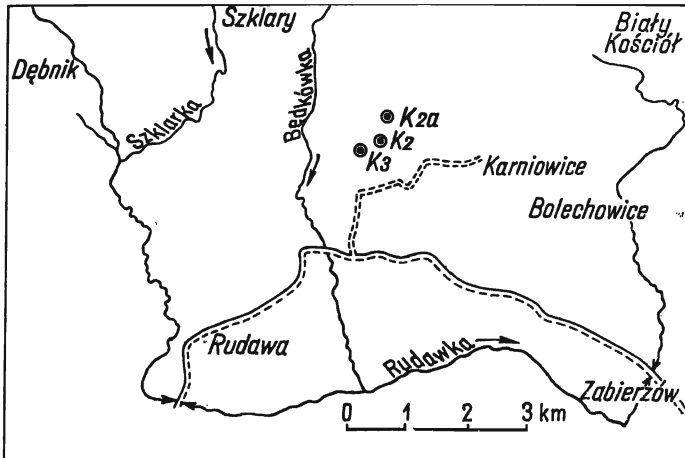 Szklary
Biały
Kościół
Dębnik
Szklarka
Będkówka
K2a
K2
K3
Karniowice
Bolechowice
Rudawa
Rudawka
Zabierzów
0 1 2 3 km